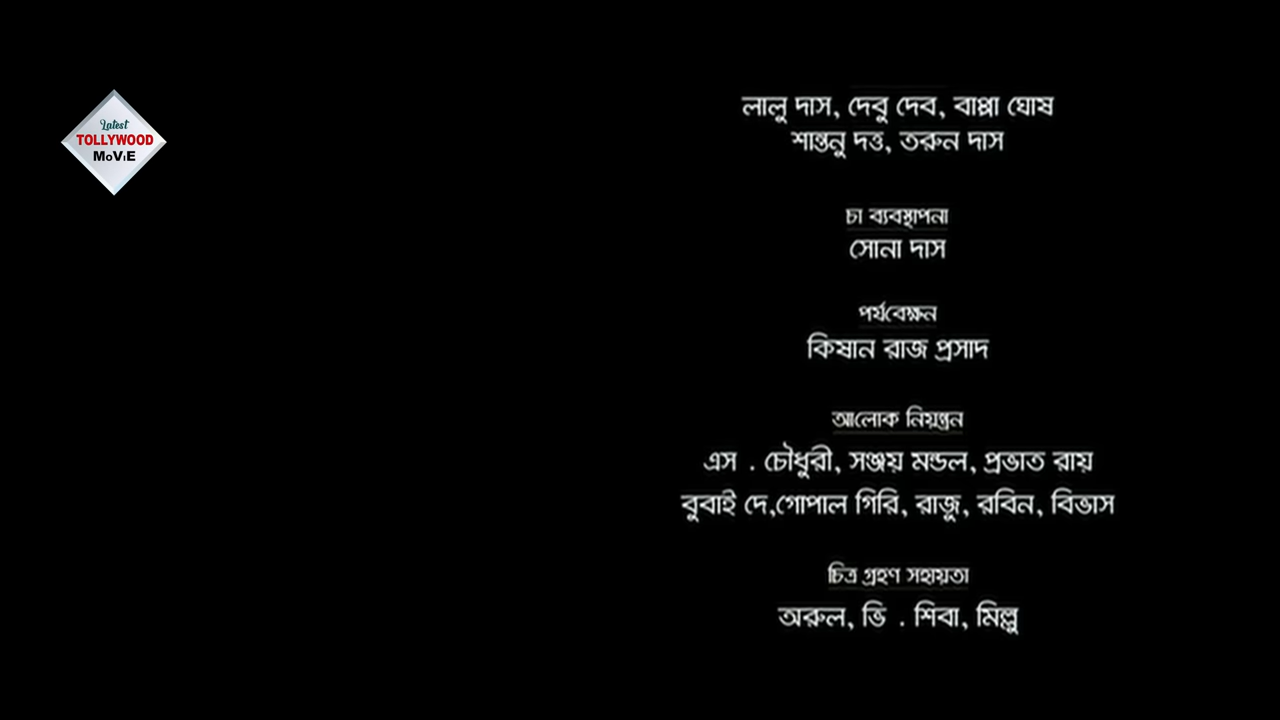 Latest
TOLLYWOOD
MoViE
লালু দাস, দেবু দেব, বাপ্পা ঘোষ
শান্তনু দত্ত, তরুন দাস
চা ব্যবস্থাপনা
সোনা দাস
পর্যবেক্ষন
কিষান রাজ প্রসাদ
আলোক নিয়ন্ত্রন
এস . চৌধুরী, সঞ্জয় মন্ডল, প্রভাত রায়
বুবাই দে,গোপাল গিরি, রাজু, রবিন, বিভাস
চিত্র গ্রহণ সহায়তা
অরুল, ভি . শিবা, মিল্লু